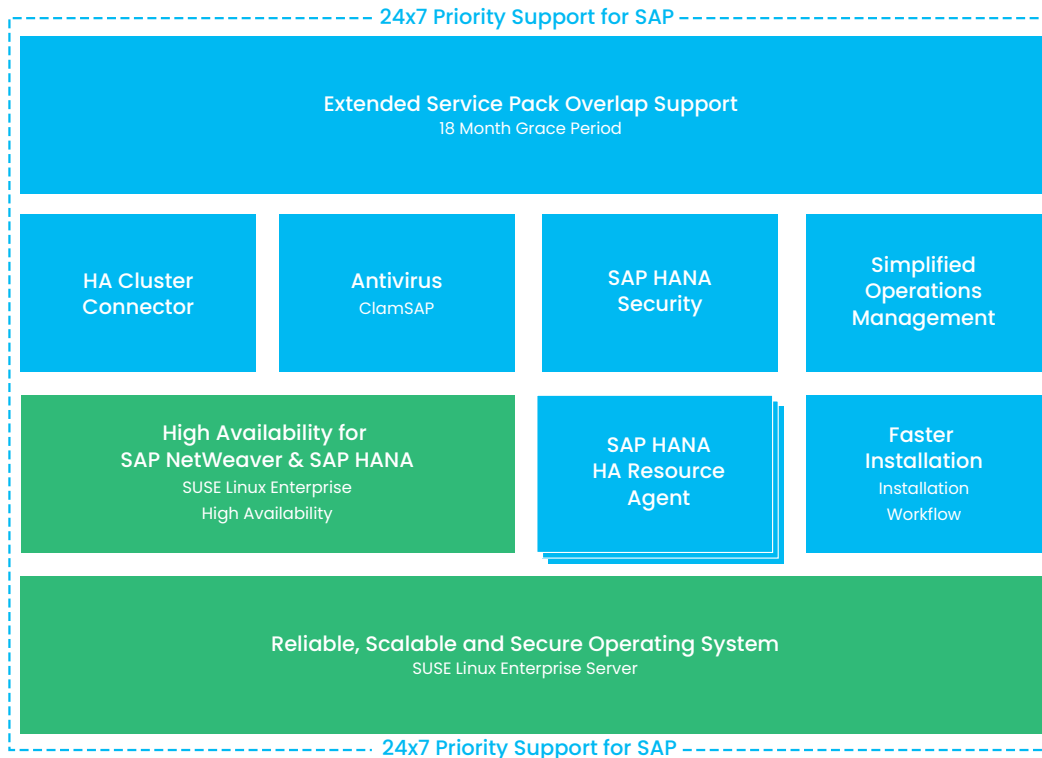 24x7 Priority Support for SAP
Extended Service Pack Overlap Support
18 Month Grace Period
HA Cluster
Connector
Antivirus
ClamSAP
SAP HANA
Security
Simplified
Operations
Management
High Availability for
SAP NetWeaver & SAP HANA
SUSE Linux Enterprise
High Availability
SAP HANA
HA Resource
Agent
Faster
Installation
Installation
Workflow
Reliable, Scalable and Secure Operating System
SUSE Linux Enterprise Server
24x7 Priority Support for SAP